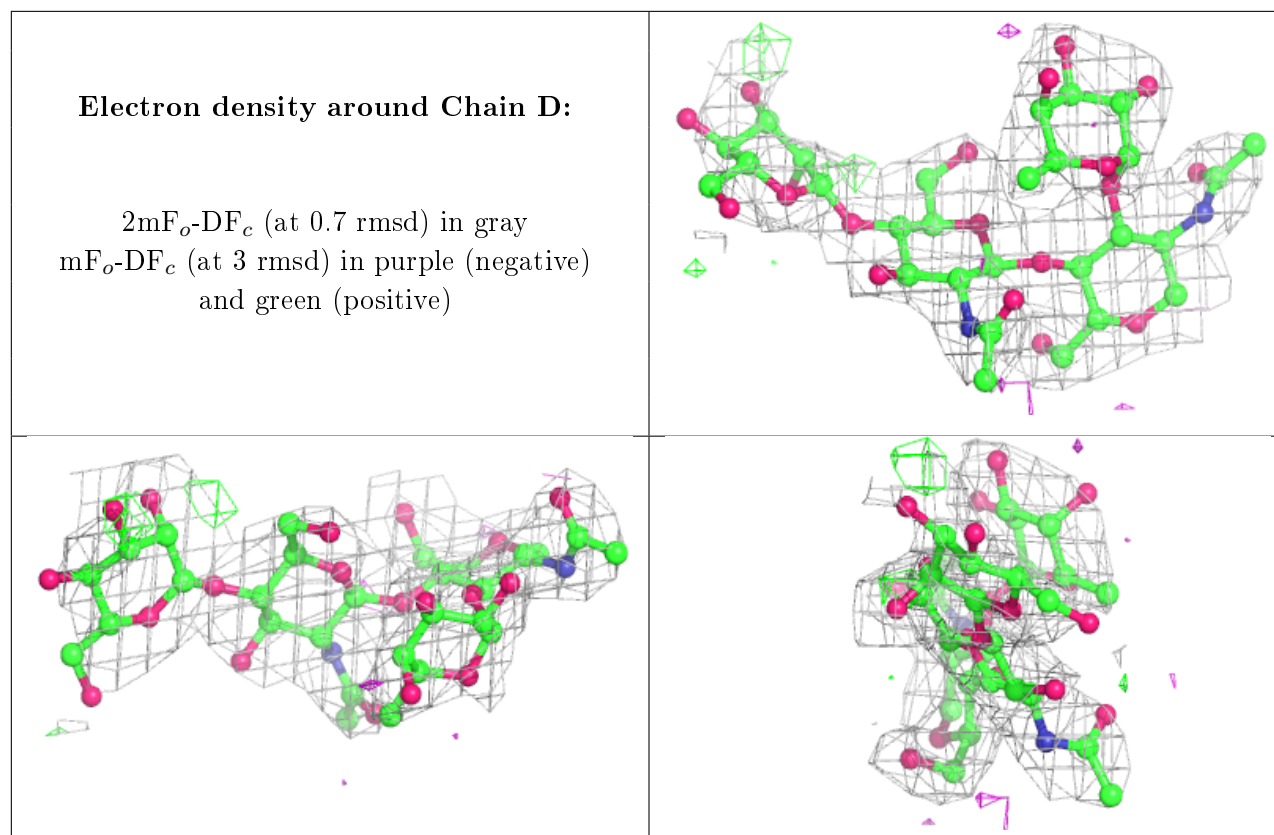 Electron density around Chain D:
2mFo-DFc (at 0.7 rmsd) in gray
mFo-DFc (at 3 rmsd) in purple (negative)
and green (positive)